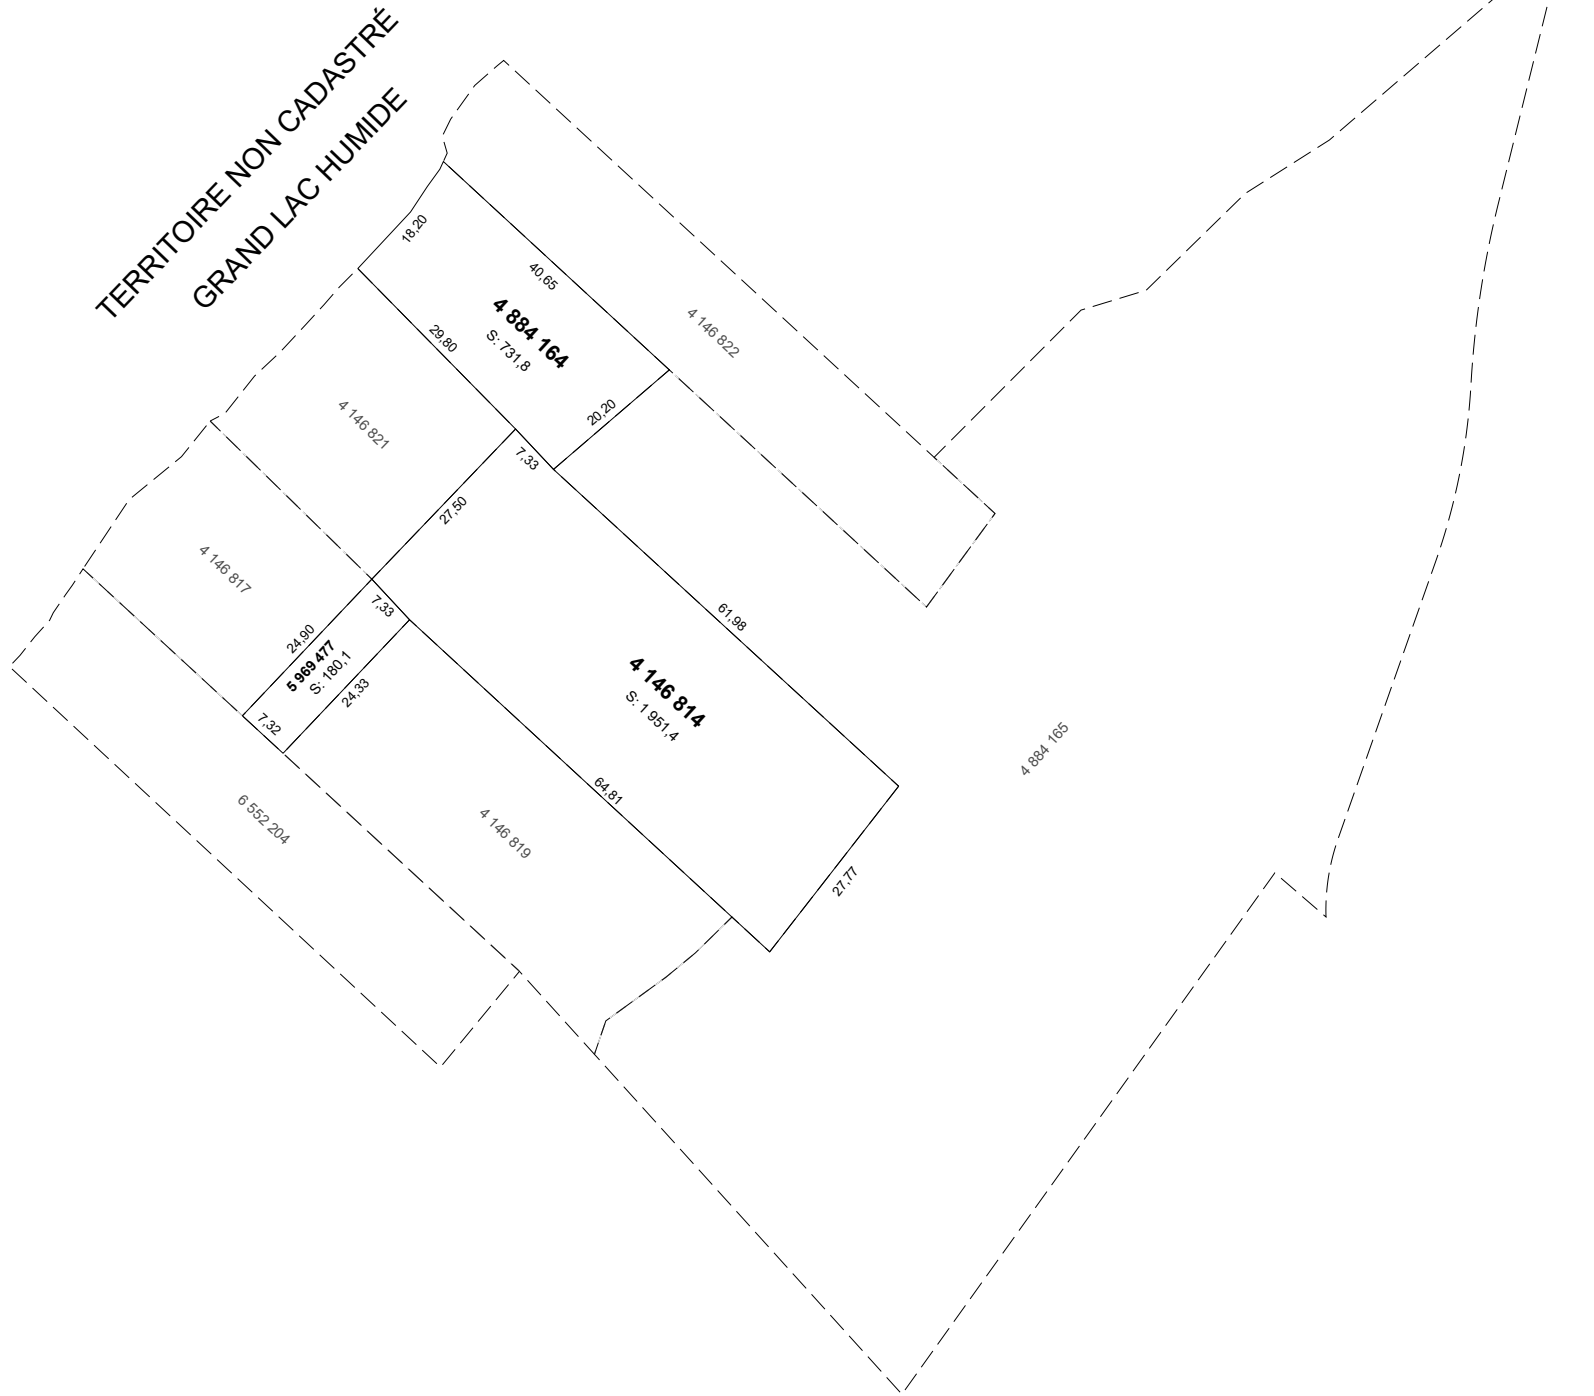 TERRITOIRE NON CADASTRÉ
GRAND LAC HUMIDE
18,20
40,65
4 884 164
S: 731,8
29,80
20,20
4 146 822
4 146 821
7,33
27,50
4 146 817
7,33
24,90
5 969 477
S: 180,1
24,33
7,32
61,98
4 146 814
S: 1 951,4
64,81
27,77
4 884 165
6 552 204
4 146 819